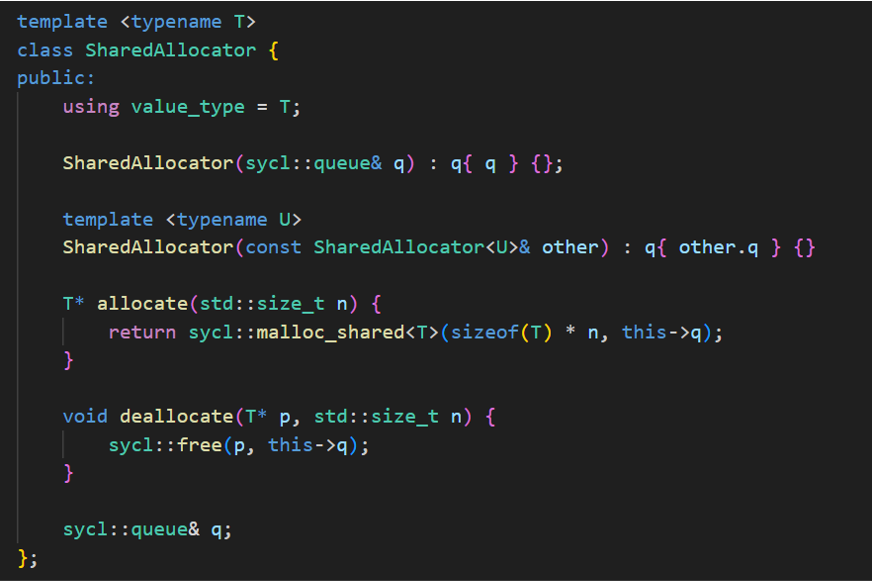 template <typename T>
class SharedAllocator {
public:
    using value_type = T;

    SharedAllocator(sycl::queue& q) : q{ q } {};

    template <typename U>
    SharedAllocator(const SharedAllocator<U>& other) : q{ other.q } {}

    T* allocate(std::size_t n) {
        return sycl::malloc_shared<T>(sizeof(T) * n, this->q);
    }

    void deallocate(T* p, std::size_t n) {
        sycl::free(p, this->q);
    }

    sycl::queue& q;
};